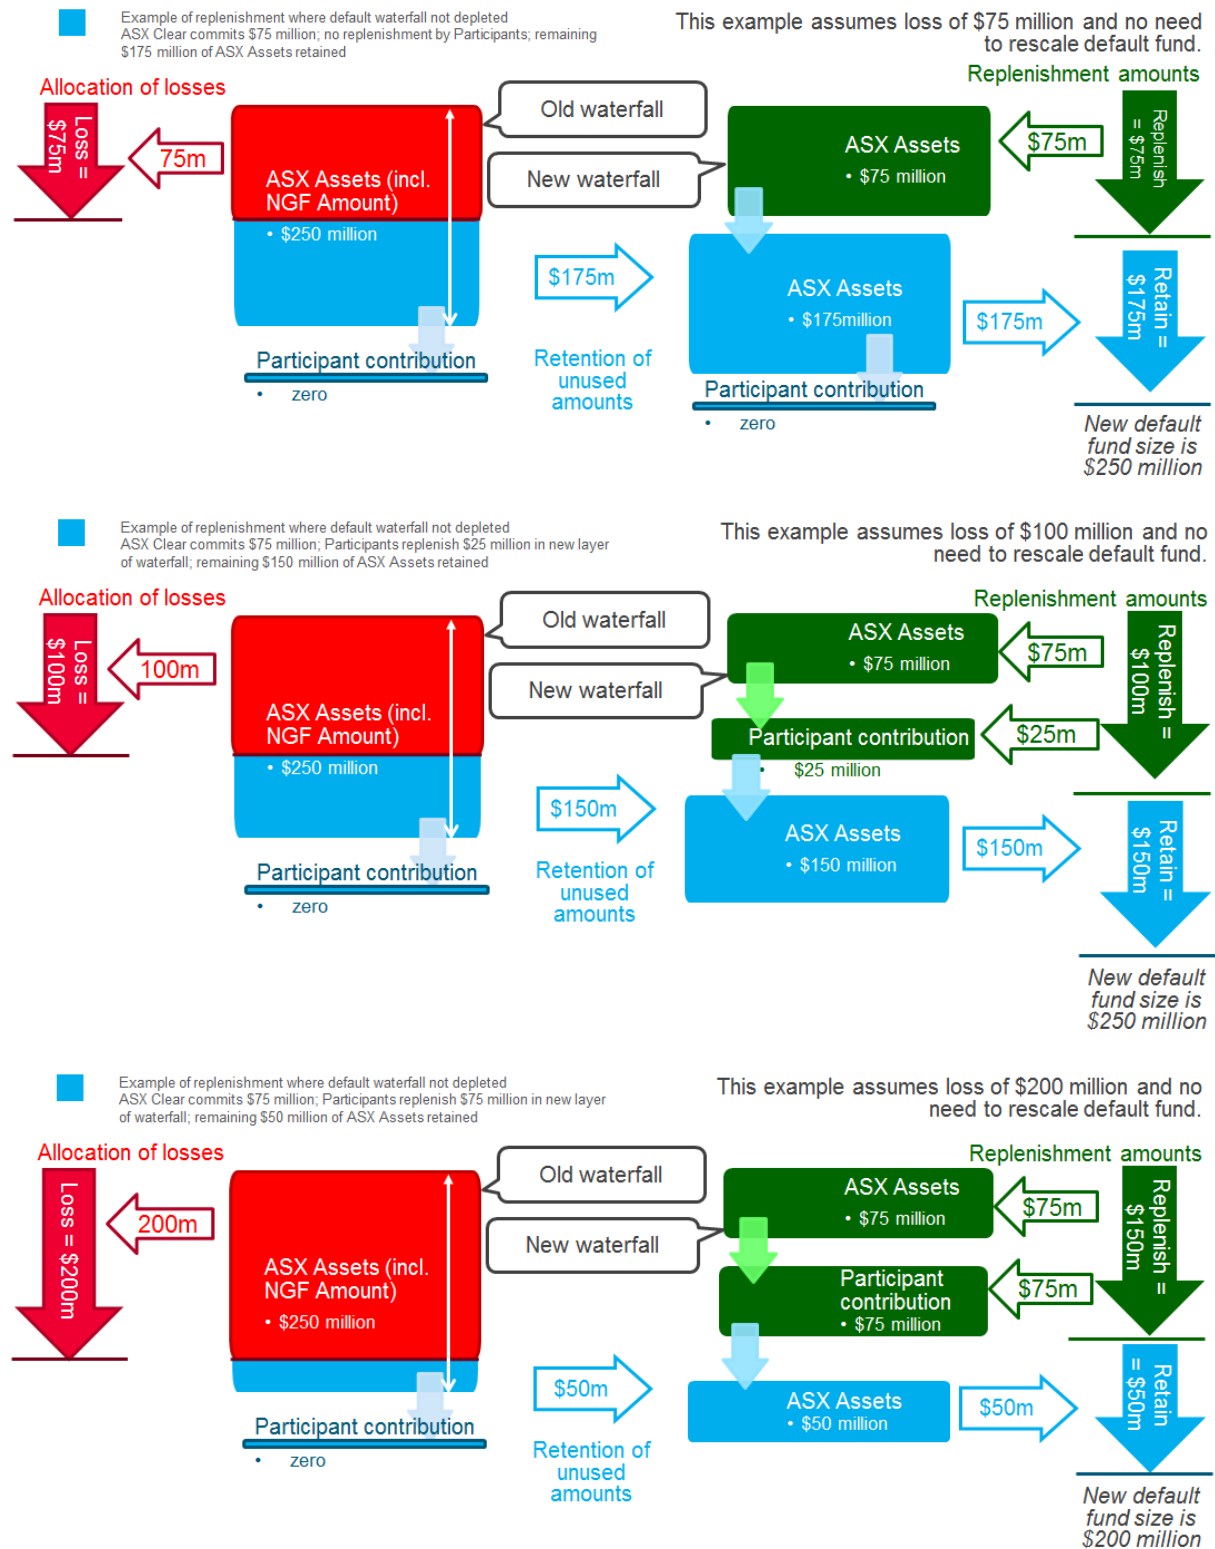 Example of replenishment where default waterfall not depleted
ASX Clear commits $75 million; no replenishment by Participants; remaining
$175 million of ASX Assets retained
This example assumes loss of $75 million and no need
to rescale default fund.
Allocation of losses
Replenishment amounts
Loss =
$75m
75m
ASX Assets (incl.
NGF Amount)
• $250 million
Old waterfall
New waterfall
ASX Assets
• $75 million
$75m
Replenish
= $75m
$175m
ASX Assets
• $175million
$175m
Retain =
$175m
Participant contribution
• zero
Retention of
unused
amounts
Participant contribution
• zero
New default
fund size is
$250 million
Example of replenishment where default waterfall not depleted
ASX Clear commits $75 million; Participants replenish $25 million in new layer
of waterfall; remaining $150 million of ASX Assets retained
This example assumes loss of $100 million and no
need to rescale default fund.
Allocation of losses
Replenishment amounts
Loss =
$100m
100m
ASX Assets (incl.
NGF Amount)
• $250 million
Old waterfall
New waterfall
ASX Assets
• $75 million
$75m
Replenish =
$100m
Participant contribution
• $25 million
$25m
$150m
ASX Assets
• $150 million
$150m
Retain =
$150m
Participant contribution
• zero
Retention of
unused
amounts
New default
fund size is
$250 million
Example of replenishment where default waterfall not depleted
ASX Clear commits $75 million; Participants replenish $75 million in new layer
of waterfall; remaining $50 million of ASX Assets retained
This example assumes loss of $200 million and no
need to rescale default fund.
Allocation of losses
Replenishment amounts
Loss = $200m
200m
ASX Assets (incl.
NGF Amount)
• $250 million
Old waterfall
New waterfall
ASX Assets
• $75 million
$75m
Replenish =
$150m
Participant
contribution
• $75 million
$75m
$50m
ASX Assets
• $50 million
$50m
Retain
= $50m
Participant contribution
• zero
Retention of
unused
amounts
New default
fund size is
$200 million